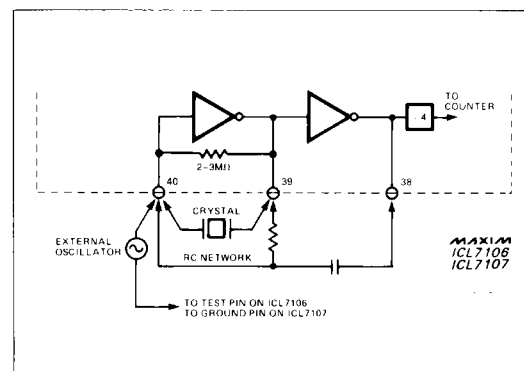 TO
COUNTER
÷4
2-3MΩ
40
39
38
CRYSTAL
EXTERNAL
OSCILLATOR
RC NETWORK
MAXIM
ICL7106
ICL7107
TO TEST PIN ON ICL7106
TO GROUND PIN ON ICL7107